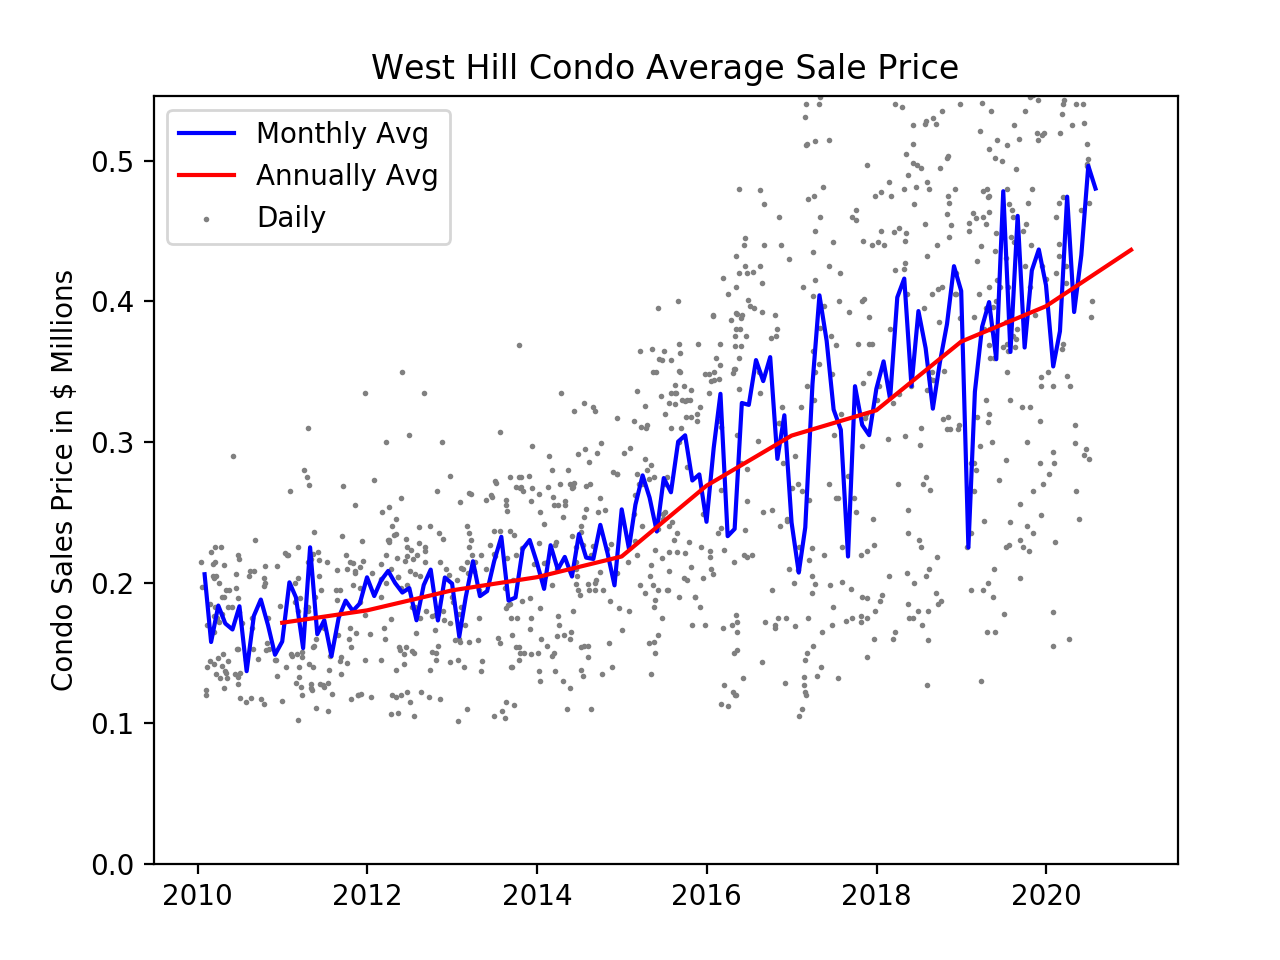 West Hill Condo Average Sale Price
Monthly Avg
Annually Avg
Daily
Condo Sales Price in $ Millions
0.5
0.4
0.3
0.2
0.1
0.0
2010 2012 2014 2016 2018 2020